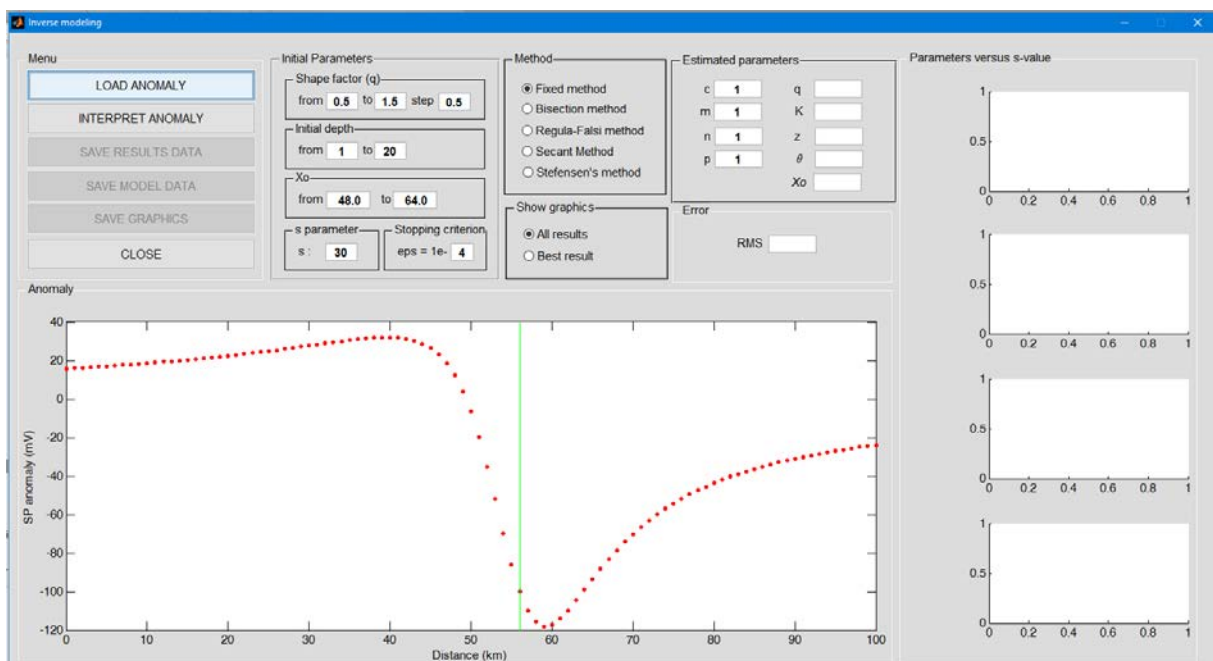 Inverse modeling
Menu
LOAD ANOMALY
INTERPRET ANOMALY
SAVE RESULTS DATA
SAVE MODEL DATA
SAVE GRAPHICS
CLOSE
Initial Parameters
Shape factor (q)
from 0.5 to 1.5 step 0.5
Initial depth
from 1 to 20
Xo
from 48.0 to 64.0
s parameter
s : 30
Stopping criterion
eps = 1e- 4
Method
Fixed method
Bisection method
Regula-Falsi method
Secant Method
Stefensen's method
Show graphics
All results
Best result
Estimated parameters
c 1 q
m 1 K
n 1 z
p 1 θ
Xo
Error
RMS
Parameters versus s-value
1
0.5
0
0 0.2 0.4 0.6 0.8 1
1
0.5
0
0 0.2 0.4 0.6 0.8 1
1
0.5
0
0 0.2 0.4 0.6 0.8 1
1
0.5
0
0 0.2 0.4 0.6 0.8 1
Anomaly
SP anomaly (mV)
40
20
0
-20
-40
-60
-80
-100
-120
0 10 20 30 40 50 60 70 80 90 100
Distance (km)